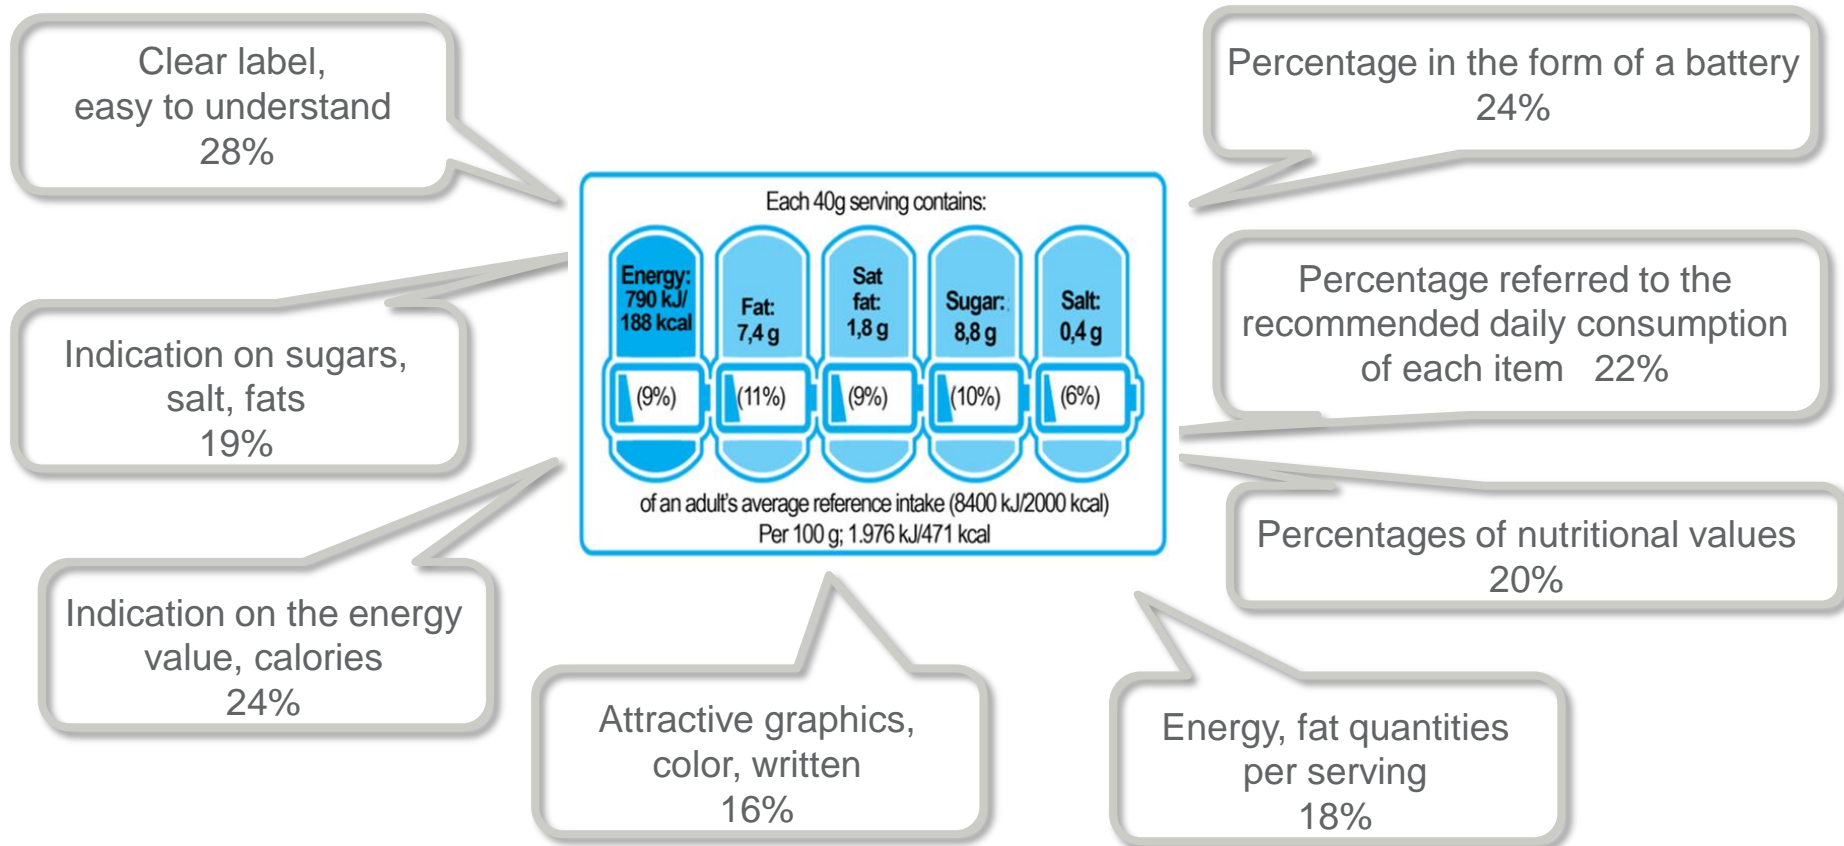 Clear label,
easy to understand
28%
Percentage in the form of a battery
24%
Each 40g serving contains:
Energy:
790 kJ/
188 kcal
Fat:
7,4 g
Sat
fat:
1,8 g
Sugar:
8,8 g
Salt:
0,4 g
(9%)
(11%)
(9%)
(10%)
(6%)
of an adult's average reference intake (8400 kJ/2000 kcal)
Per 100 g; 1.976 kJ/471 kcal
Indication on sugars,
salt, fats
19%
Percentage referred to the
recommended daily consumption
of each item 22%
Indication on the energy
value, calories
24%
Percentages of nutritional values
20%
Attractive graphics,
color, written
16%
Energy, fat quantities
per serving
18%